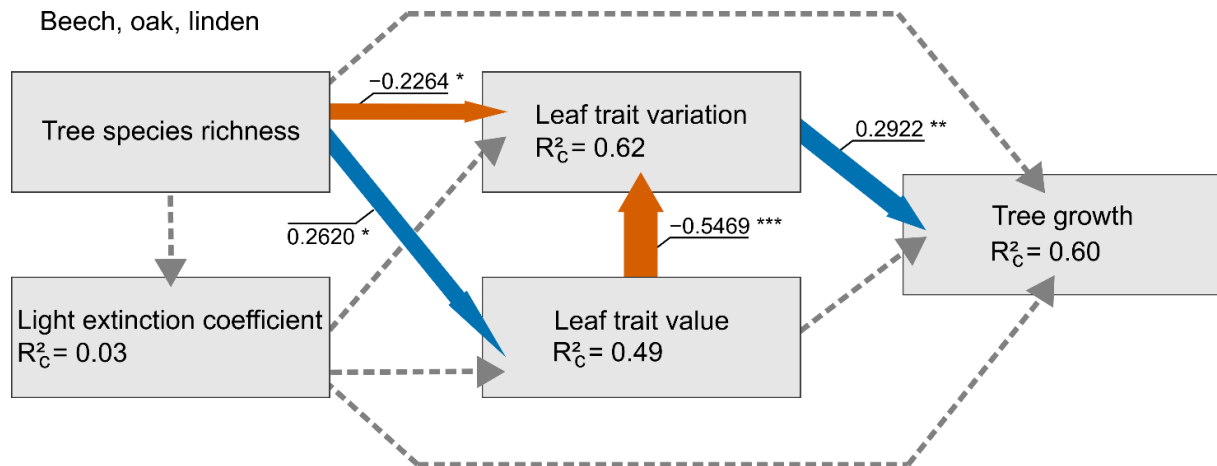 Beech, oak, linden
Tree species richness
−0.2264 *
Leaf trait variation
R²c = 0.62
0.2922 **
Tree growth
R²c = 0.60
0.2620 *
−0.5469 ***
Light extinction coefficient
R²c = 0.03
Leaf trait value
R²c = 0.49